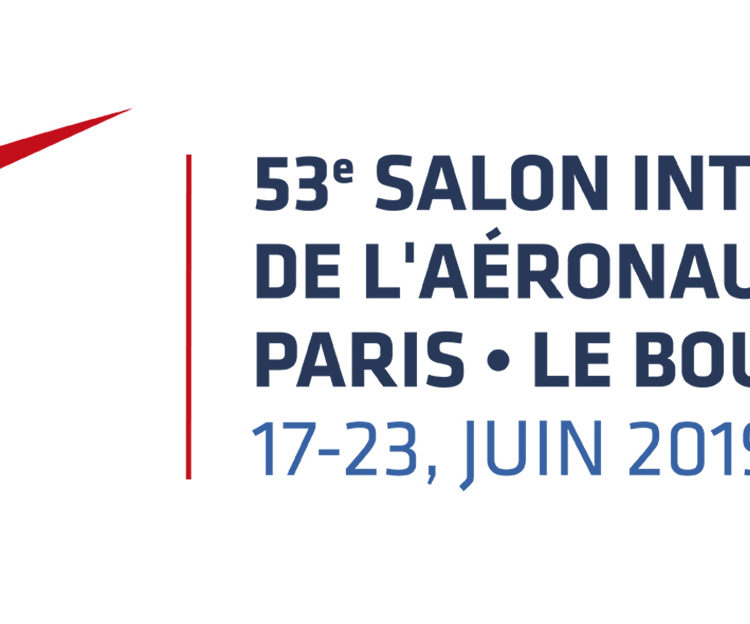 53e SALON INT
DE L'AÉRONAU
PARIS • LE BOU
17-23, JUIN 2019